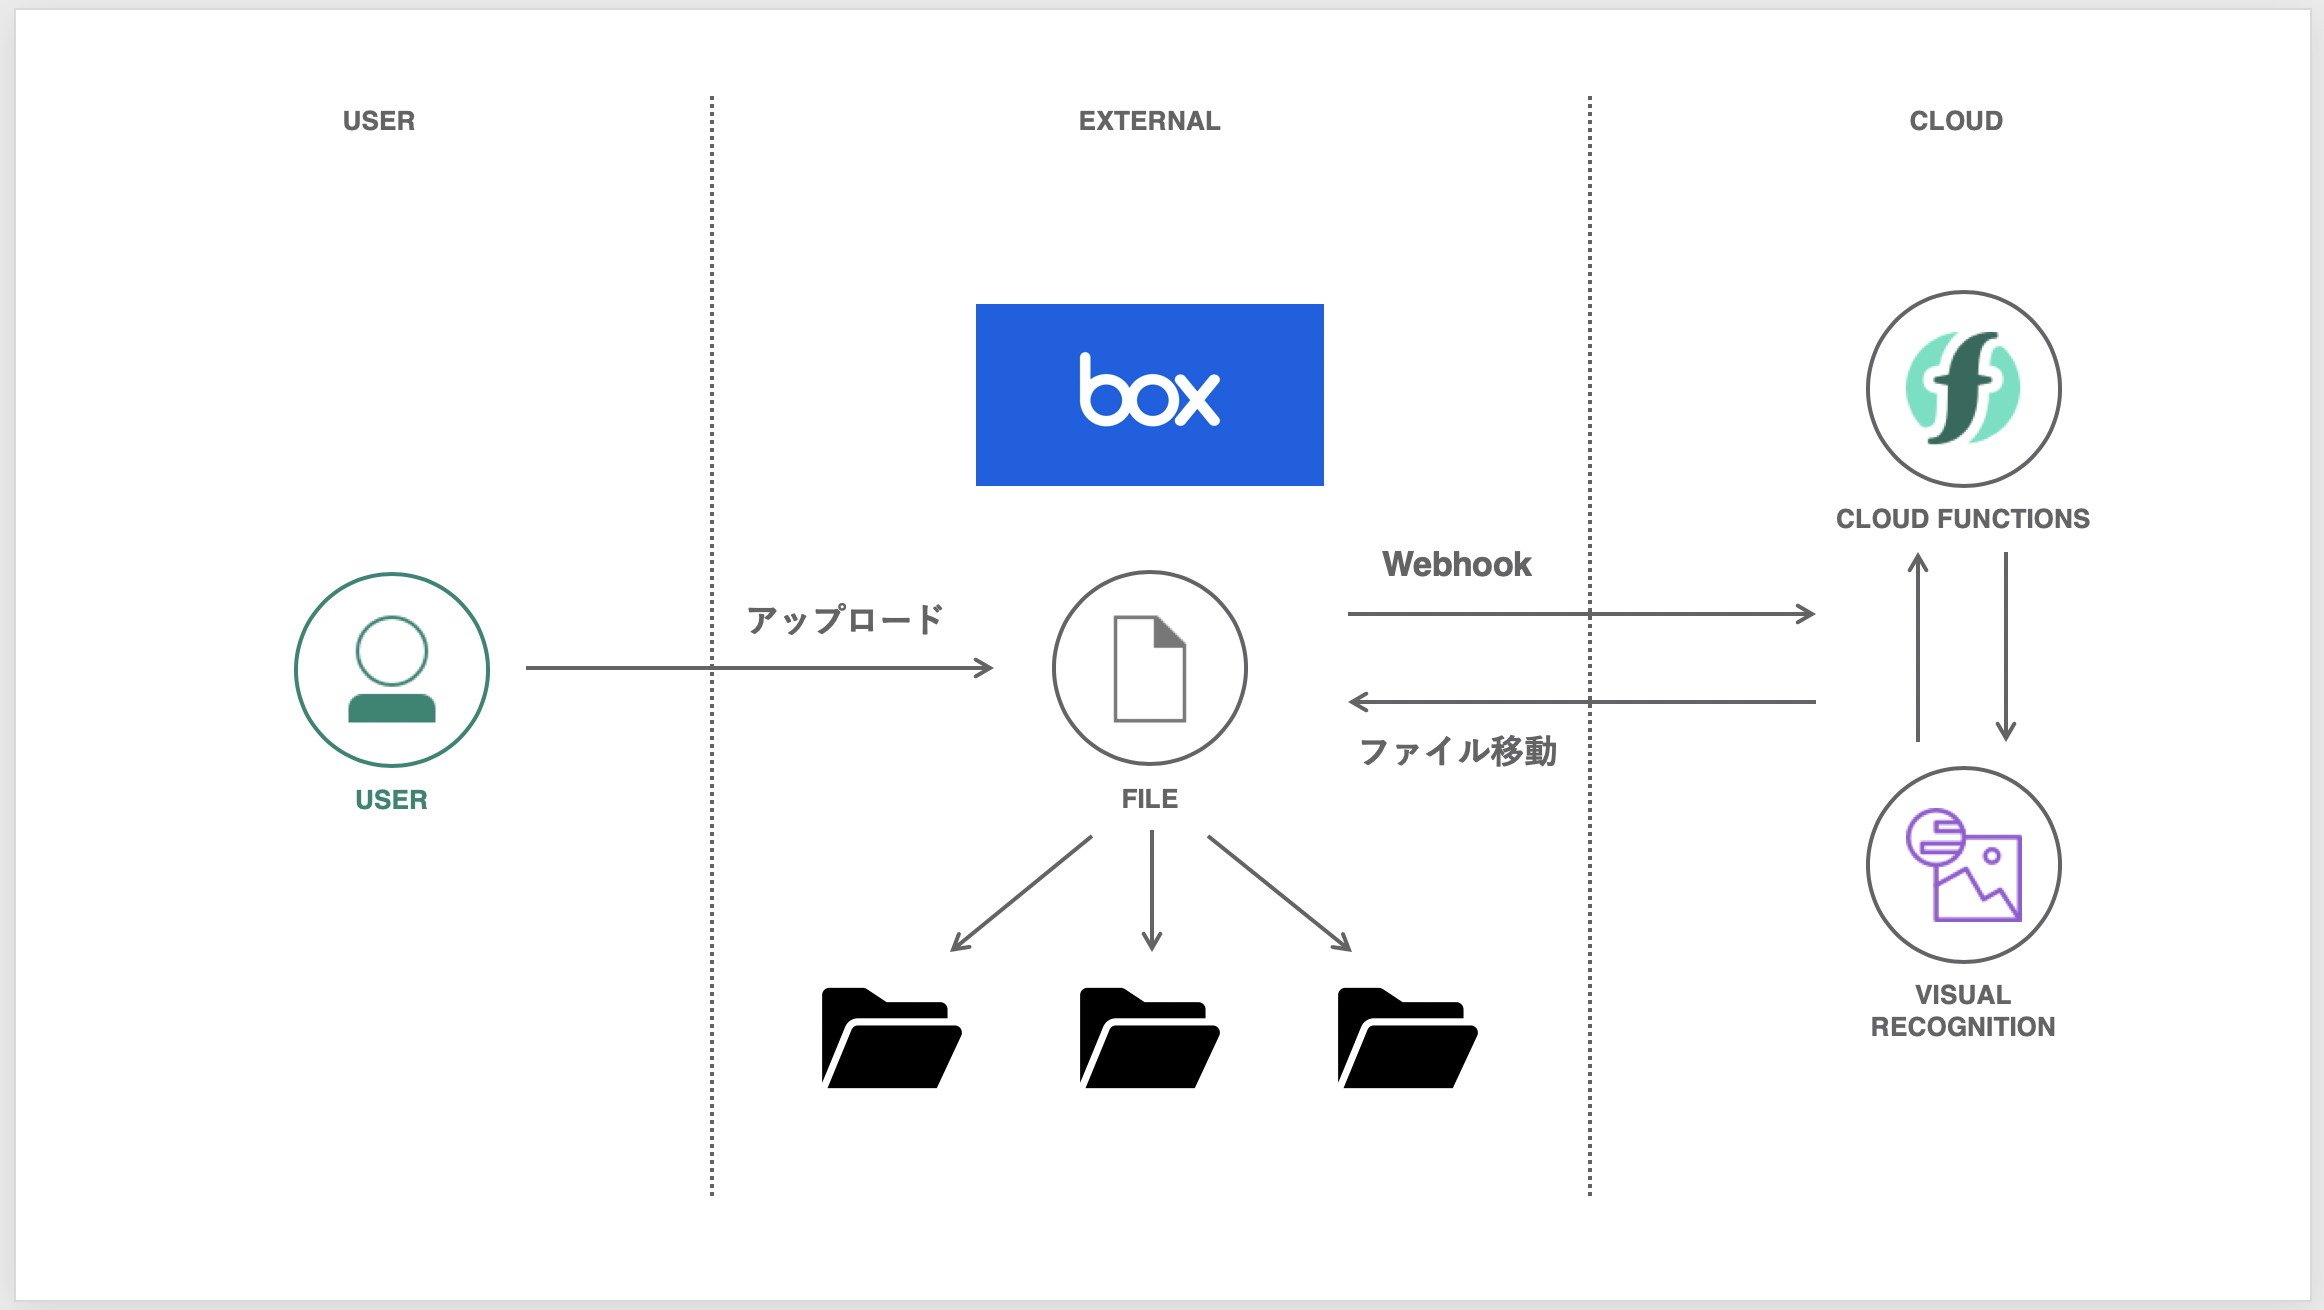 USER
EXTERNAL
CLOUD
box
CLOUD FUNCTIONS
Webhook
アップロード
ファイル移動
USER
FILE
VISUAL
RECOGNITION